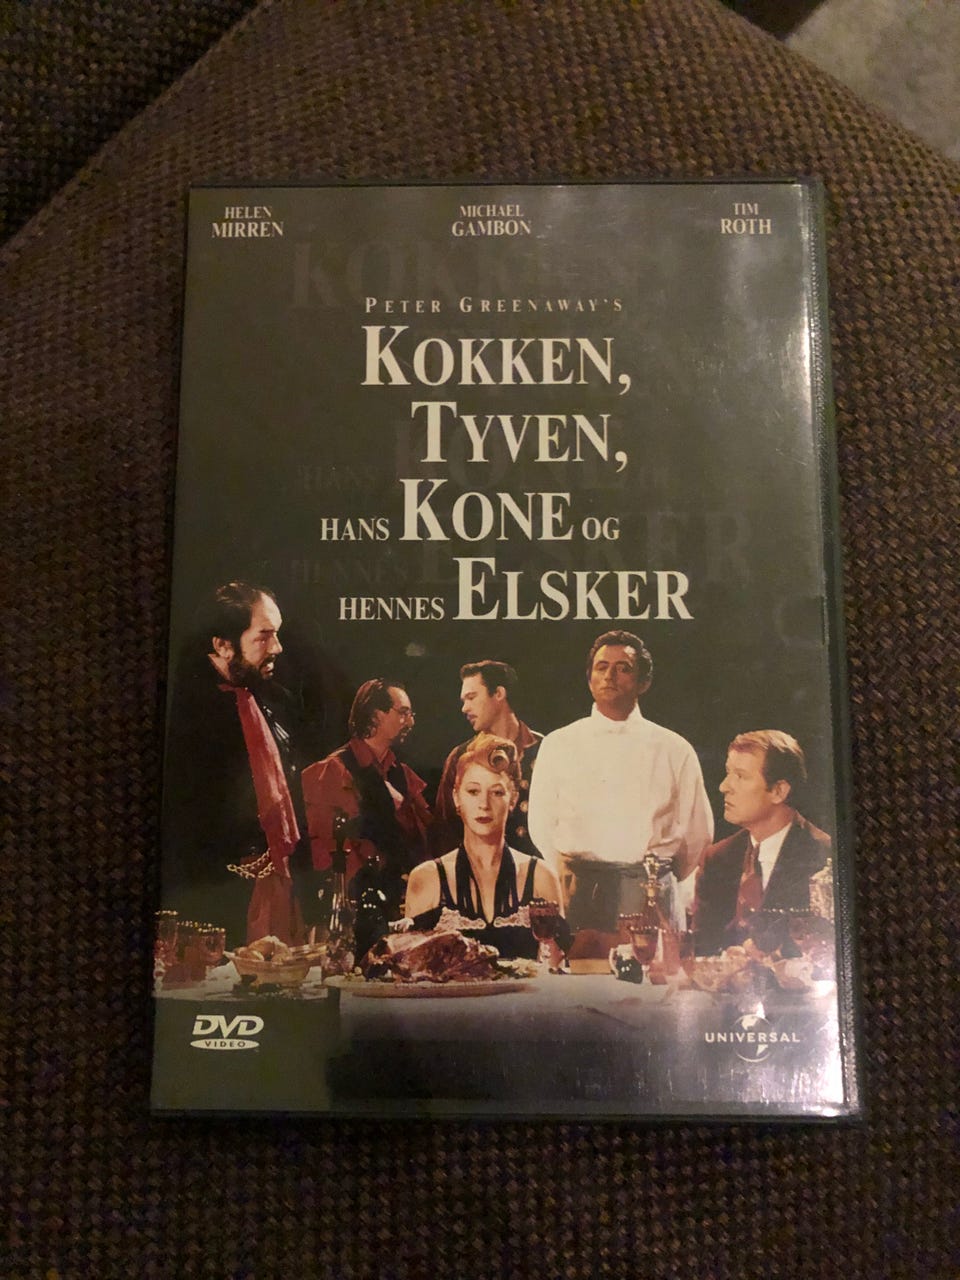 HELEN MICHAEL TIM
MIRREN GAMBON ROTH
PETER GREENAWAY'S
KOKKEN,
TYVEN,
HANS KONE OG
HENNES ELSKER
DVD
VIDEO
UNIVERSAL